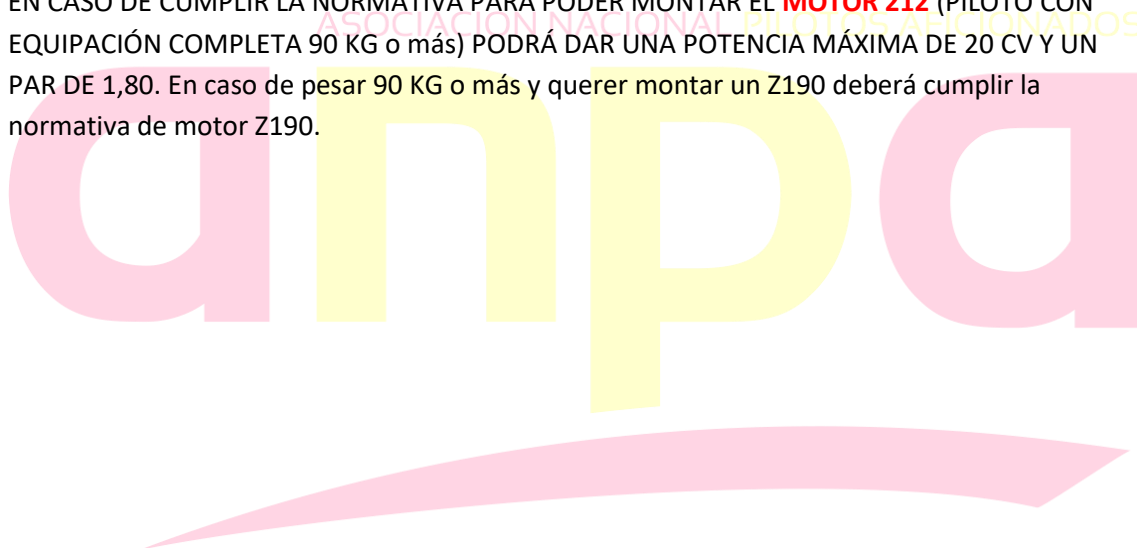 EN CASO DE CUMPLIR LA NORMATIVA PARA PODER MONTAR EL MOTOR 212 (PILOTO CON
ASOCIACIÓN NACIONAL PILOTOS AFICIONADOS
EQUIPACIÓN COMPLETA 90 KG o más) PODRÁ DAR UNA POTENCIA MÁXIMA DE 20 CV Y UN
PAR DE 1,80. En caso de pesar 90 KG o más y querer montar un Z190 deberá cumplir la
normativa de motor Z190.
anpa